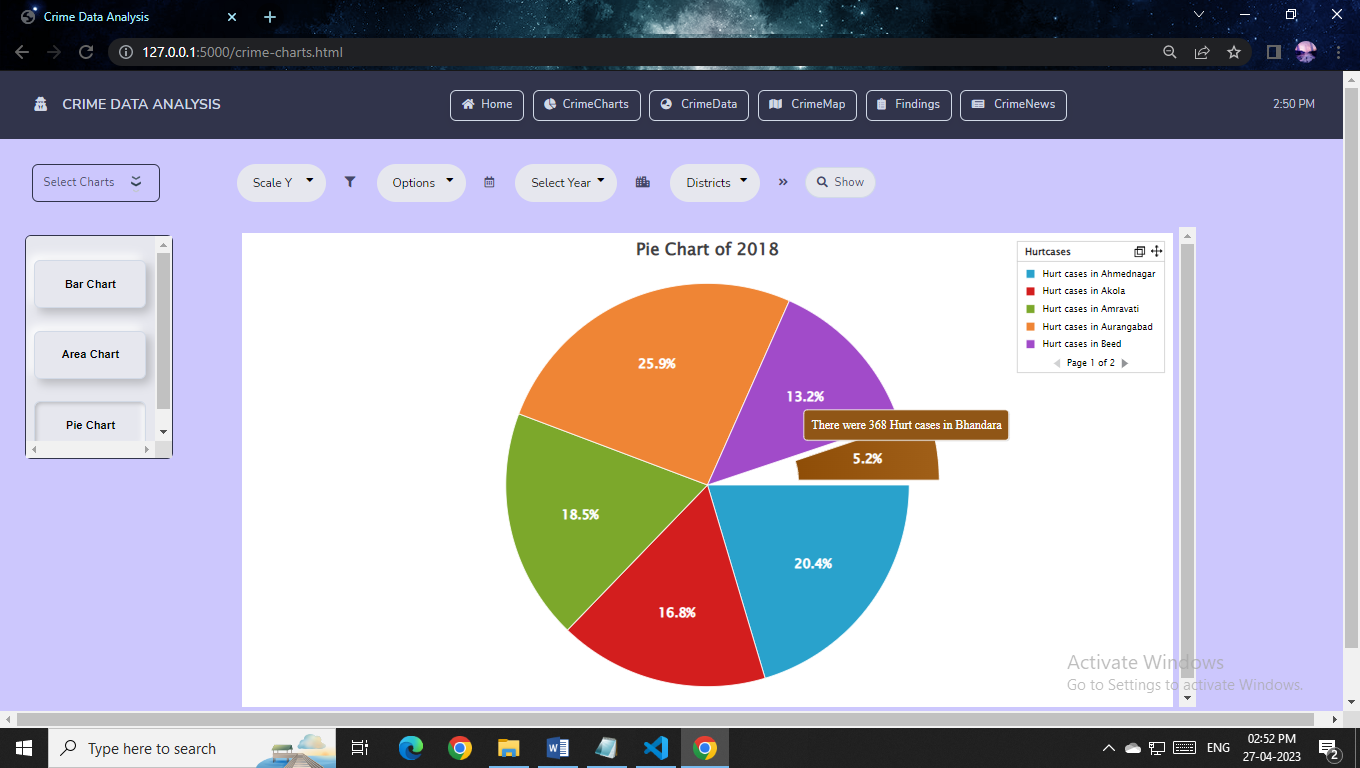 Crime Data Analysis
127.0.0.1:5000/crime-charts.html
CRIME DATA ANALYSIS
Home
CrimeCharts
CrimeData
CrimeMap
Findings
CrimeNews
2:50 PM
Select Charts
Scale Y
Options
Select Year
Districts
Show
Bar Chart
Area Chart
Pie Chart
Pie Chart of 2018
Hurtcases
Hurt cases in Ahmednagar
Hurt cases in Akola
Hurt cases in Amravati
Hurt cases in Aurangabad
Hurt cases in Beed
Page 1 of 2
25.9%
13.2%
There were 368 Hurt cases in Bhandara
5.2%
18.5%
20.4%
16.8%
Activate Windows
Go to Settings to activate Windows.
Type here to search
ENG
02:52 PM
27-04-2023
2